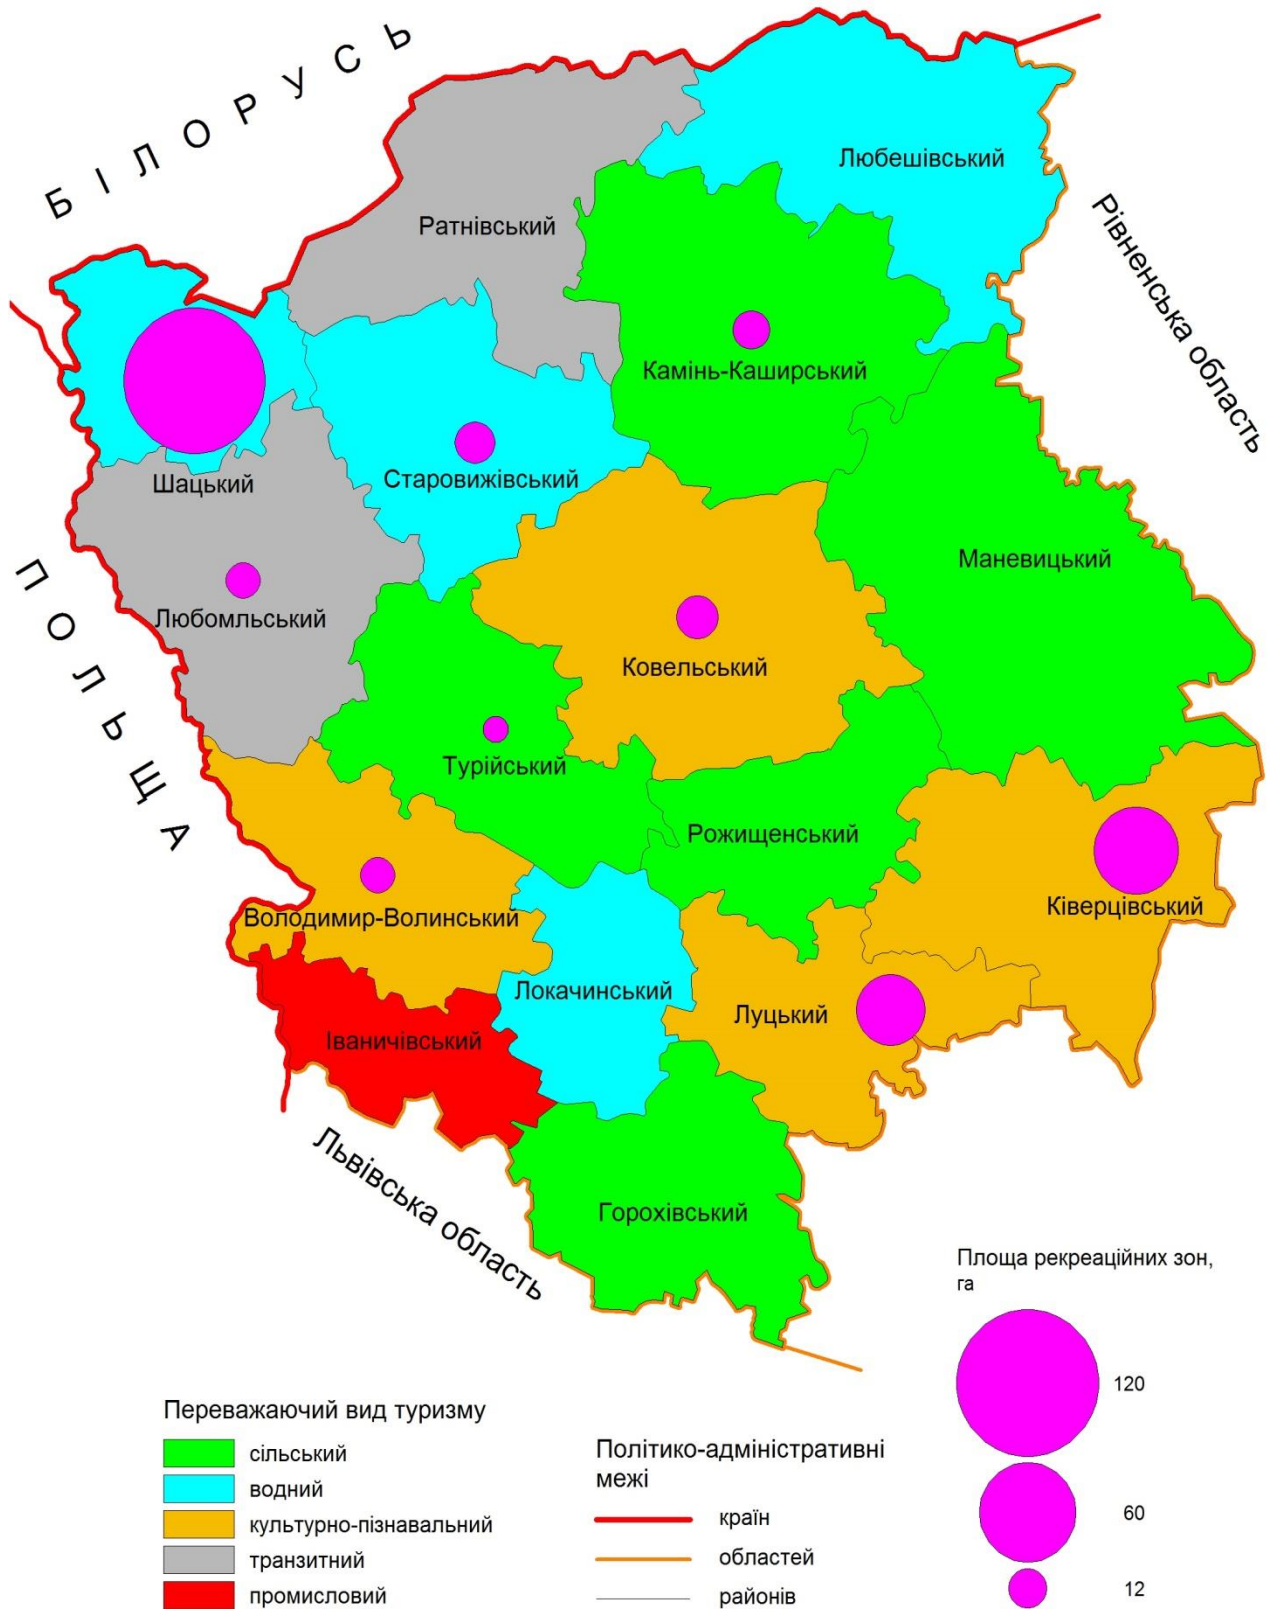 БІЛОРУСЬ
Любешівський
Ратнівський
Рівненська область
Камінь-Каширський
Старовижівський
Шацький
Маневицький
ПОЛЬЩА
Любомльський
Ковельський
Турійський
Рожищенський
Ківерцівський
Володимир-Волинський
Локачинський
Луцький
Іваничівський
Львівська область
Горохівський
Площа рекреаційних зон,
га
120
60
12
Переважаючий вид туризму
сільський
водний
культурно-пізнавальний
транзитний
промисловий
Політико-адміністративні
межі
країн
областей
районів